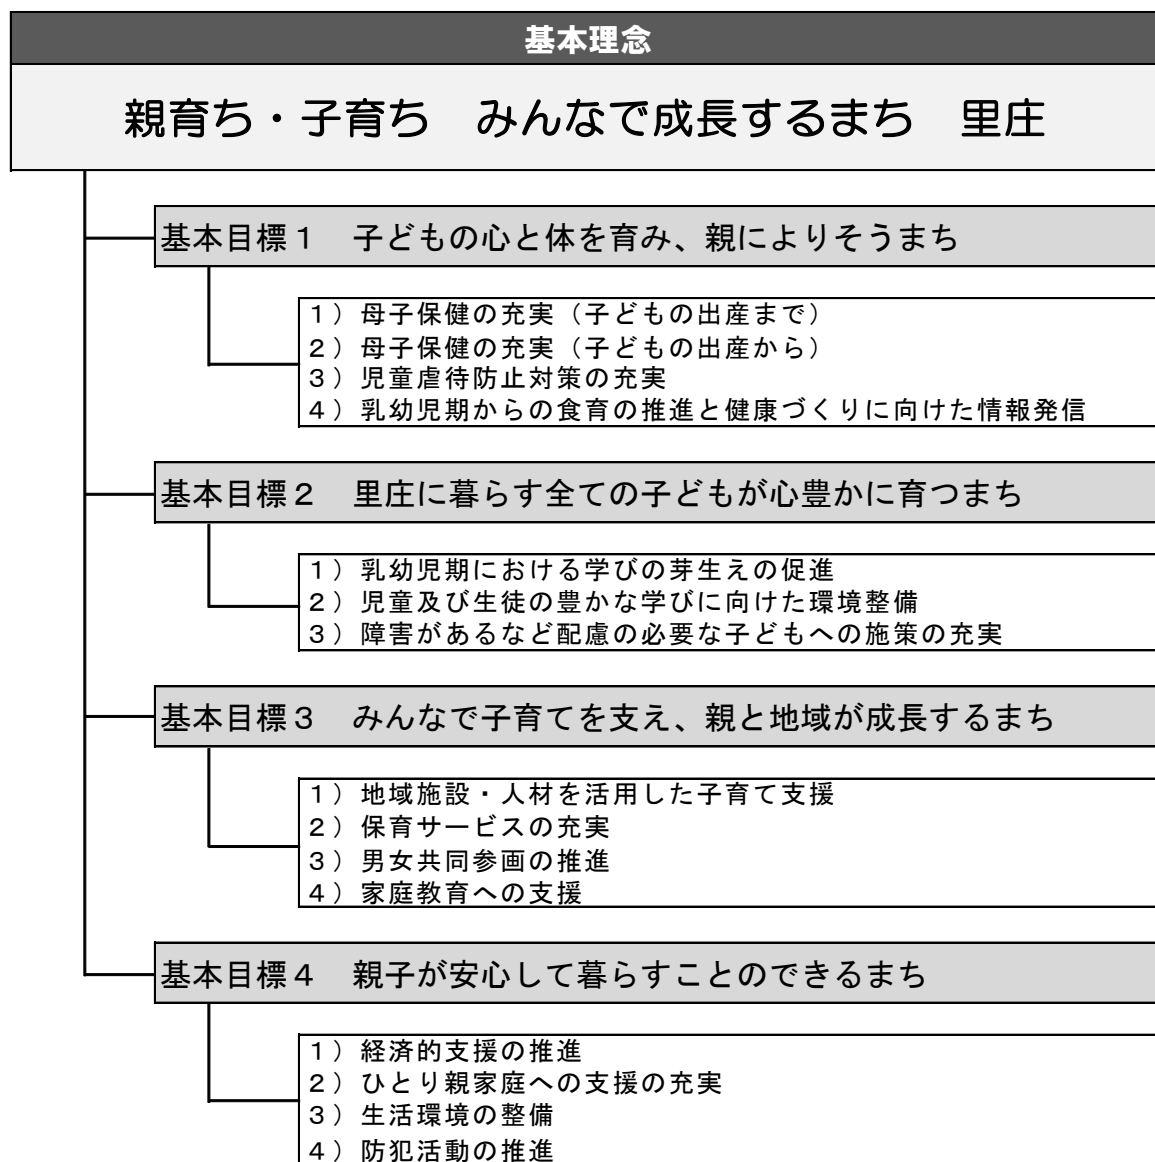 基本理念
親育ち・子育ち　みんなで成長するまち　里庄
基本目標１　子どもの心と体を育み、親によりそうまち
１）母子保健の充実（子どもの出産まで）
２）母子保健の充実（子どもの出産から）
３）児童虐待防止対策の充実
４）乳幼児期からの食育の推進と健康づくりに向けた情報発信
基本目標２　里庄に暮らす全ての子どもが心豊かに育つまち
１）乳幼児期における学びの芽生えの促進
２）児童及び生徒の豊かな学びに向けた環境整備
３）障害があるなど配慮の必要な子どもへの施策の充実
基本目標３　みんなで子育てを支え、親と地域が成長するまち
１）地域施設・人材を活用した子育て支援
２）保育サービスの充実
３）男女共同参画の推進
４）家庭教育への支援
基本目標４　親子が安心して暮らすことのできるまち
１）経済的支援の推進
２）ひとり親家庭への支援の充実
３）生活環境の整備
４）防犯活動の推進